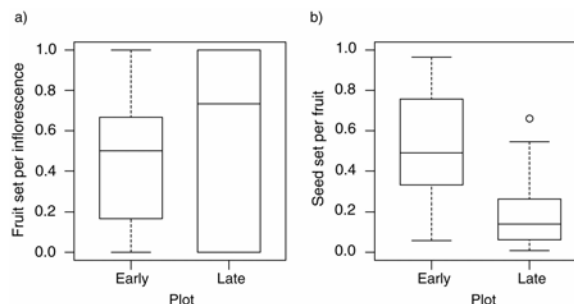 a)
Fruit set per inflorescence
1.0
0.8
0.6
0.4
0.2
0.0
Early Late
Plot
b)
Seed set per fruit
1.0
0.8
0.6
0.4
0.2
0.0
Early Late
Plot